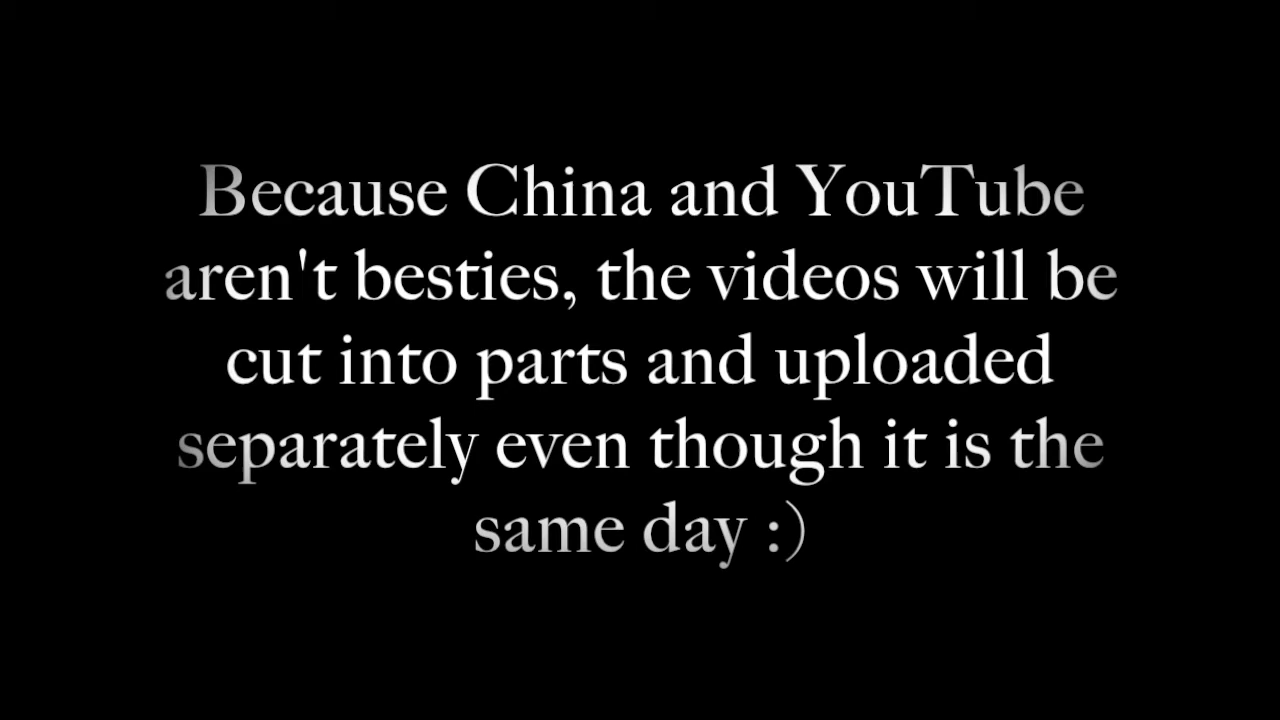 Because China and YouTube
aren't besties, the videos will be
cut into parts and uploaded
separately even though it is the
same day :)